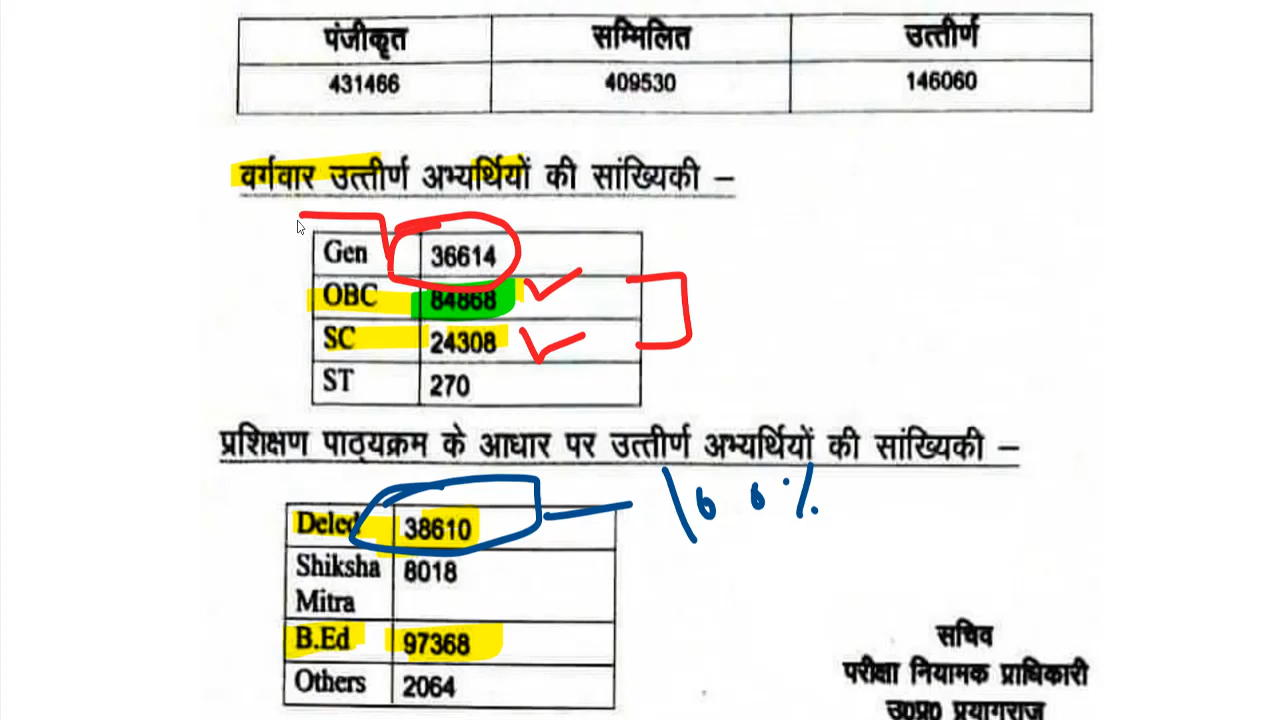 पंजीकृत सम्मिलित उत्तीर्ण
431466 409530 146060
वर्गवार उत्तीर्ण अभ्यर्थियों की सांख्यिकी –
Gen 36614
OBC 84868
SC 24308
ST 270
प्रशिक्षण पाठ्यक्रम के आधार पर उत्तीर्ण अभ्यर्थियों की सांख्यिकी –
100%
Deled 38610
Shiksha 8018
Mitra
B.Ed 97368
Others 2064
सचिव
परीक्षा नियामक प्राधिकारी
उ0प्र0 प्रयागराज